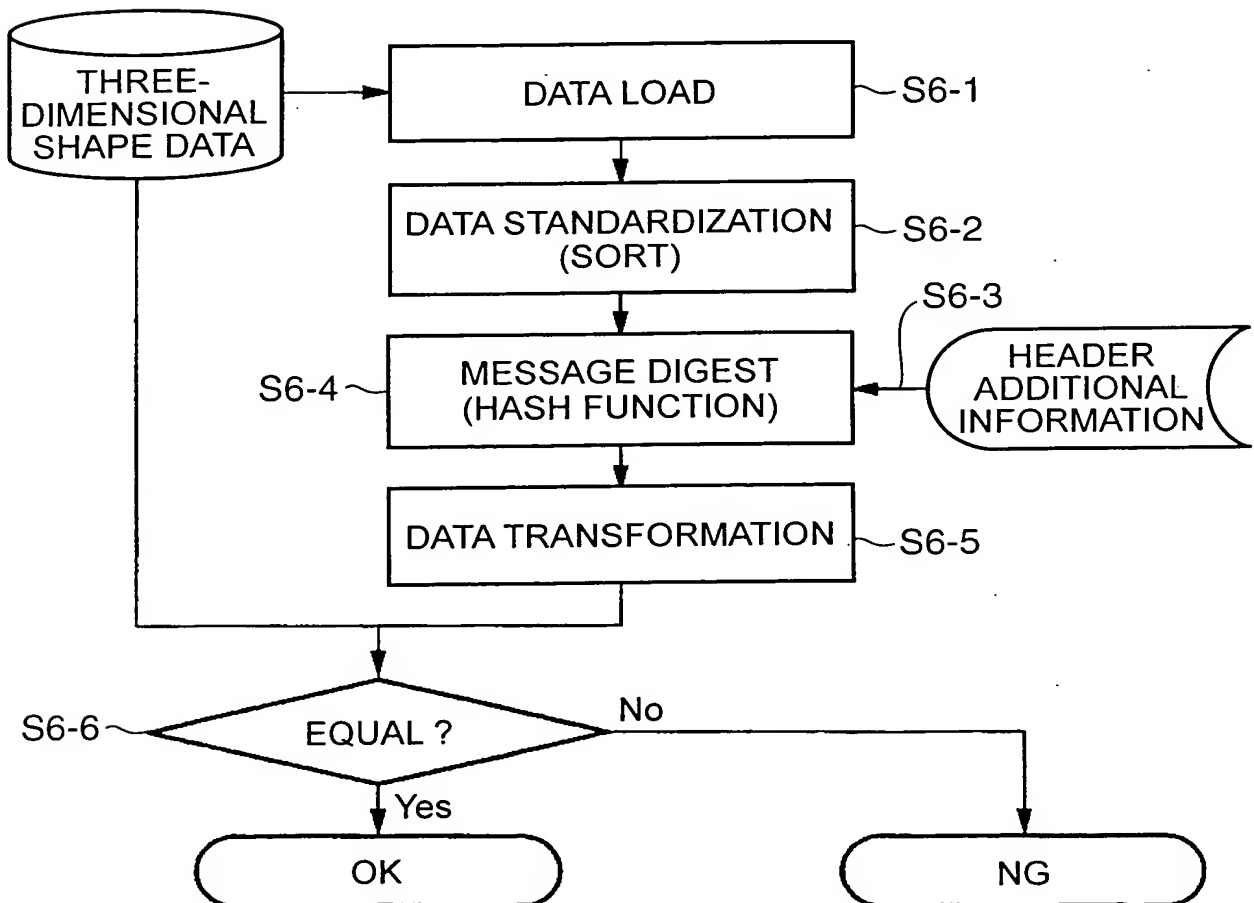 THREE-
DIMENSIONAL
SHAPE DATA
DATA LOAD
S6-1
DATA STANDARDIZATION
(SORT)
S6-2
S6-3
S6-4
MESSAGE DIGEST
(HASH FUNCTION)
HEADER
ADDITIONAL
INFORMATION
DATA TRANSFORMATION
S6-5
S6-6
EQUAL ?
No
Yes
OK
NG